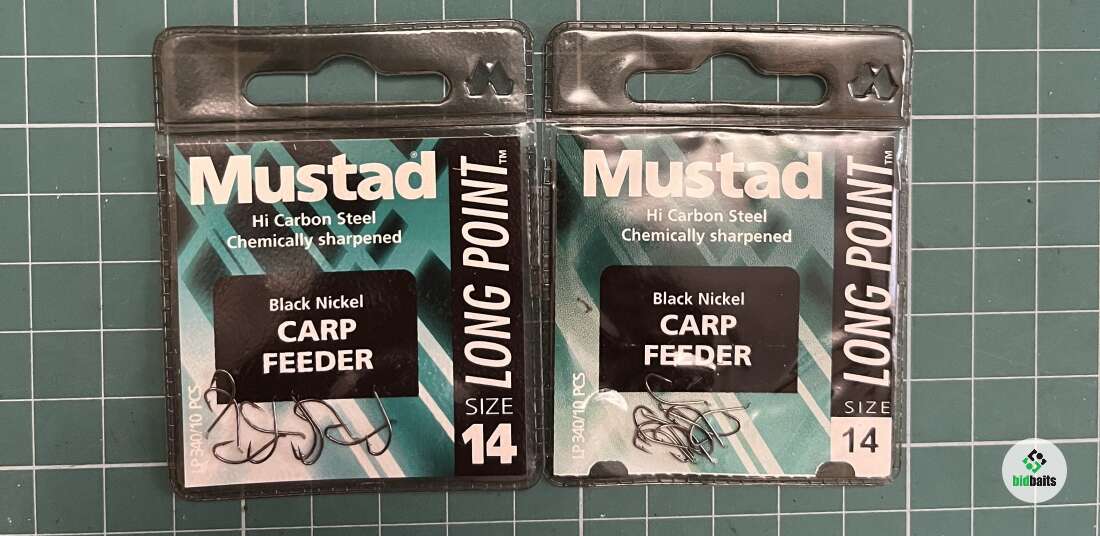 Mustad®
Hi Carbon Steel
Chemically sharpened
Black Nickel
CARP
FEEDER
LP 340/10 PCS
LONG POINT™
SIZE
14
Mustad
Hi Carbon Steel
Chemically sharpened
Black Nickel
CARP
FEEDER
LP 340/10 PCS
LONG POINT™
SIZE
14
bidbaits